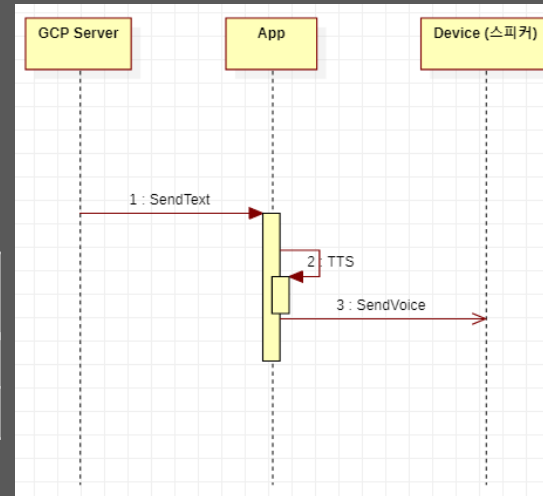 GCP Server
App
Device (스피커)
1 : SendText
2 : TTS
3 : SendVoice